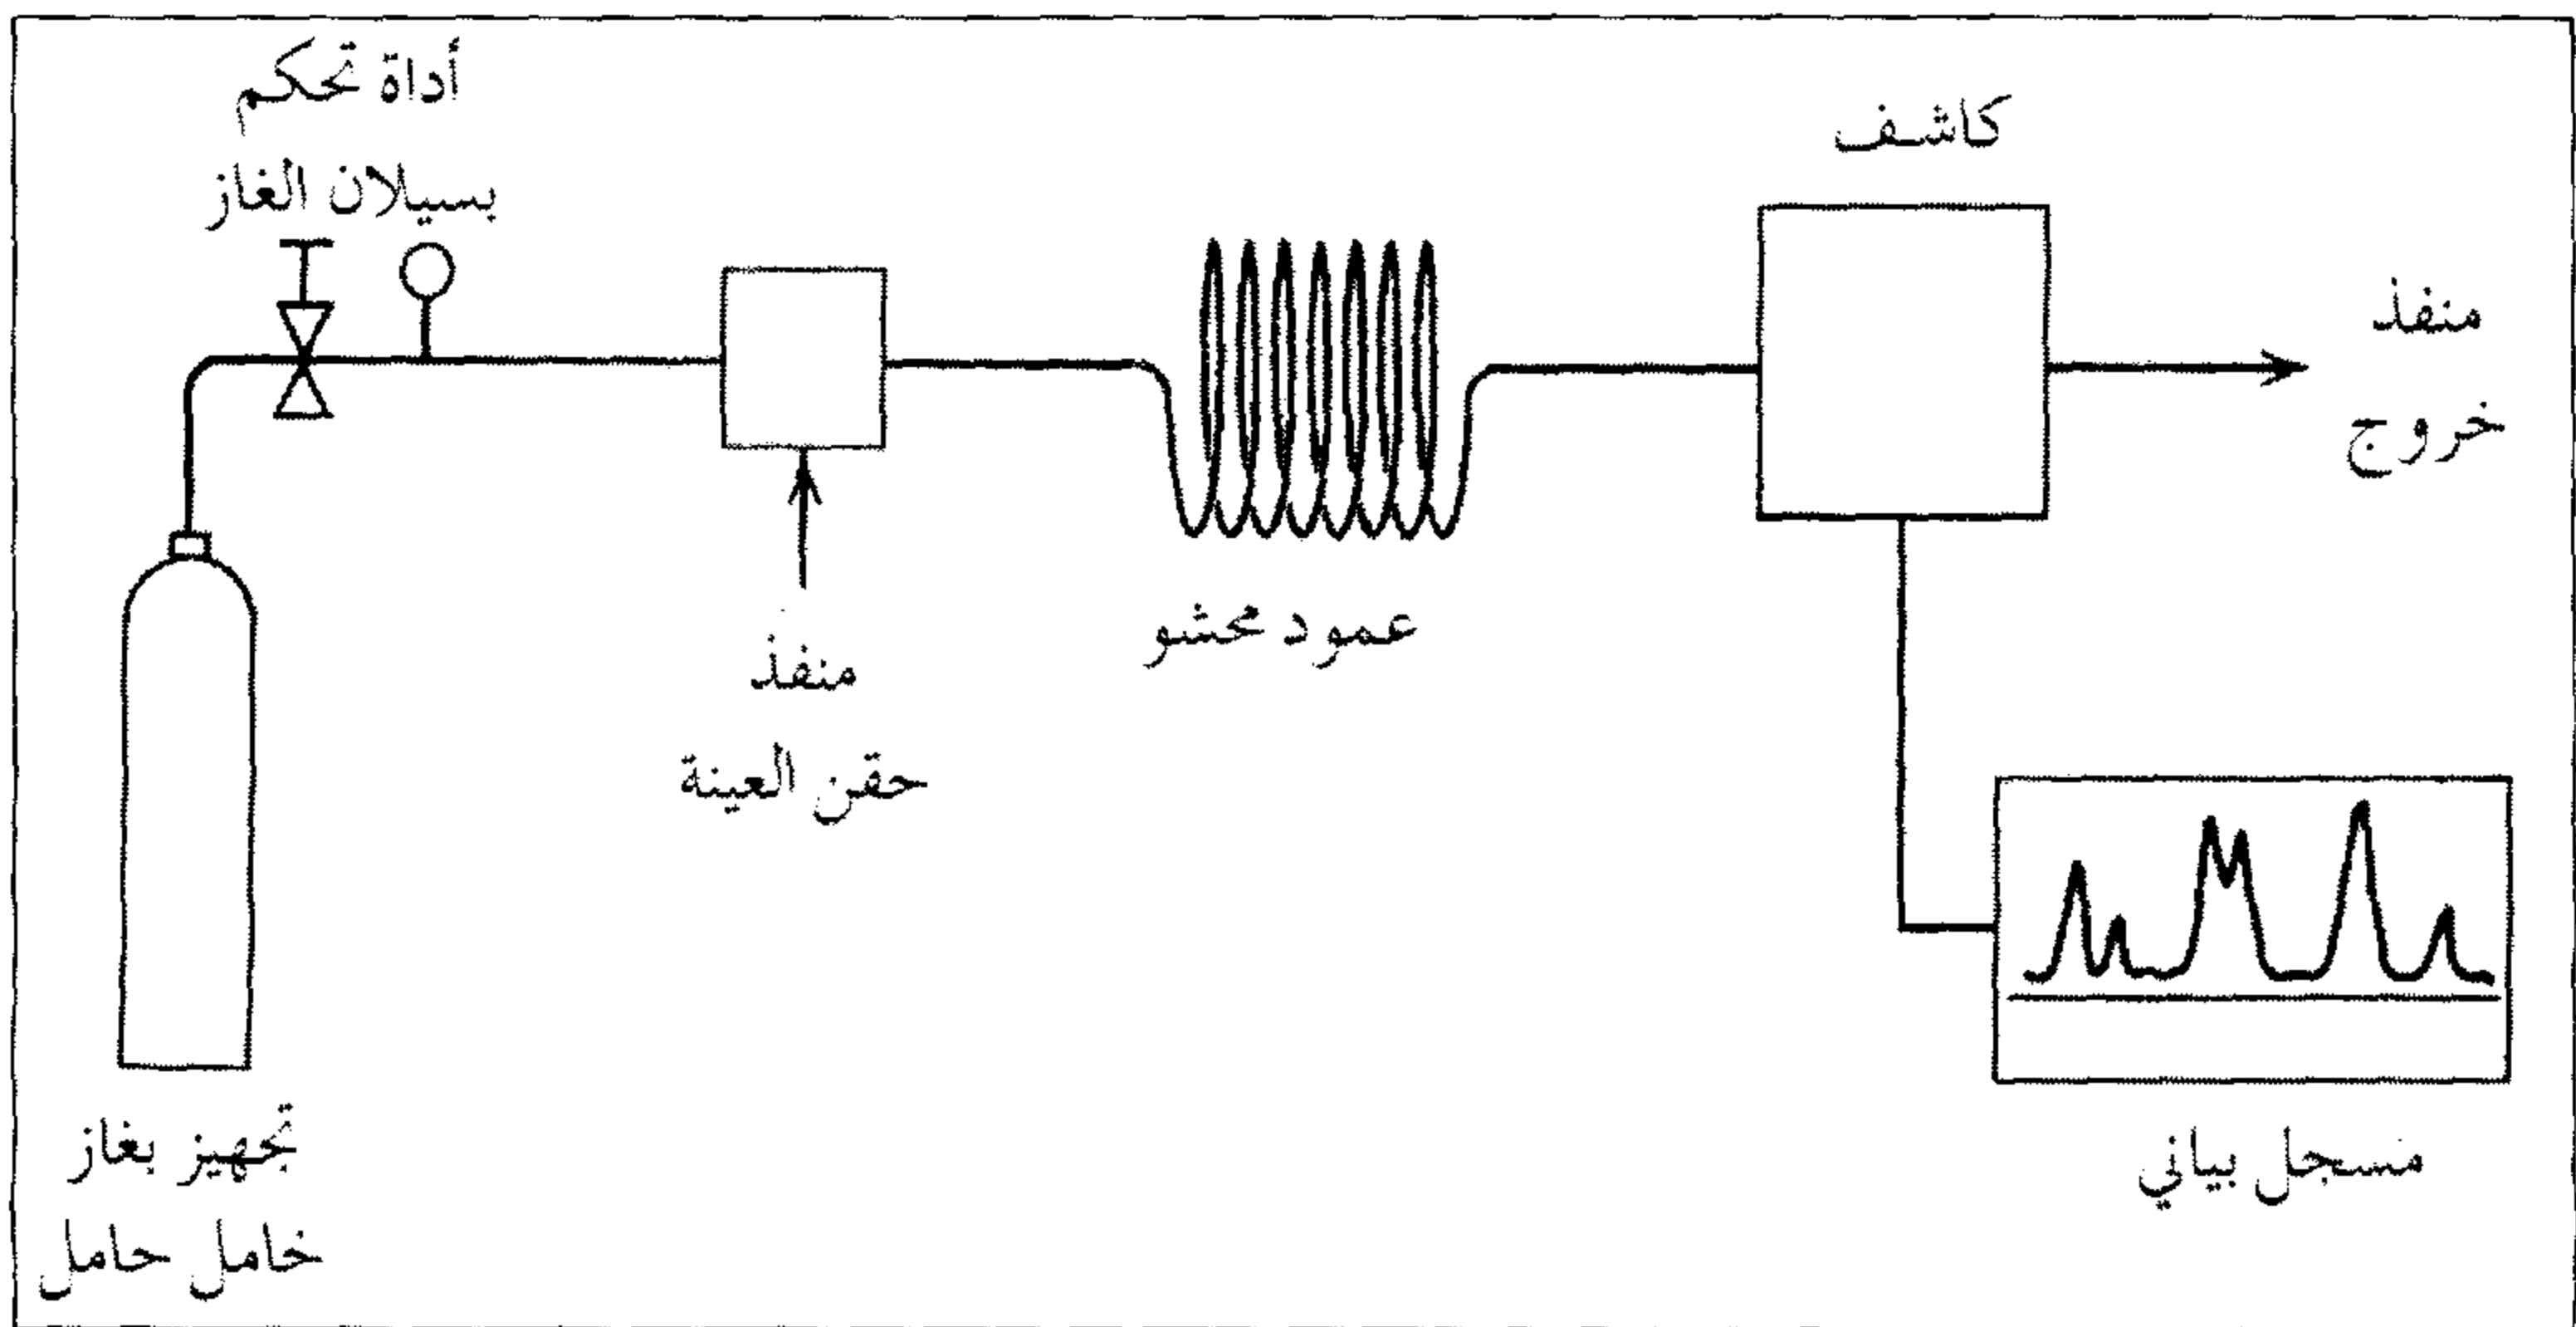 أداة تحكم
بسيلان الغاز
كاشف
منفذ
خروج
عمود محشو
منفذ
حقن العينة
تجهيز بغاز
خامل حامل
مسجل بياني